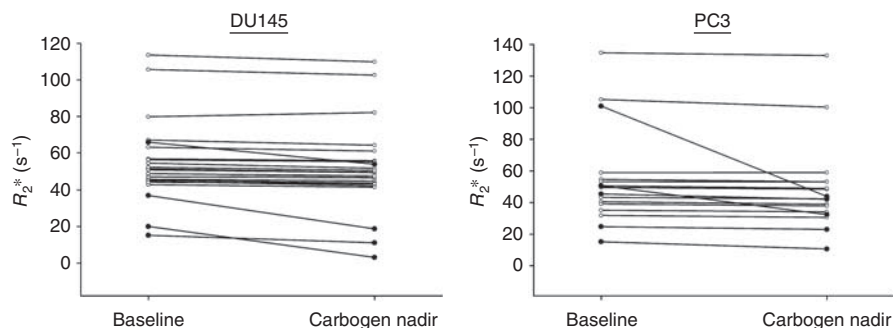 DU145
120
100
80
60
40
20
0
R2* (s−1)
Baseline
Carbogen nadir
PC3
140
120
100
80
60
40
20
0
R2* (s−1)
Baseline
Carbogen nadir